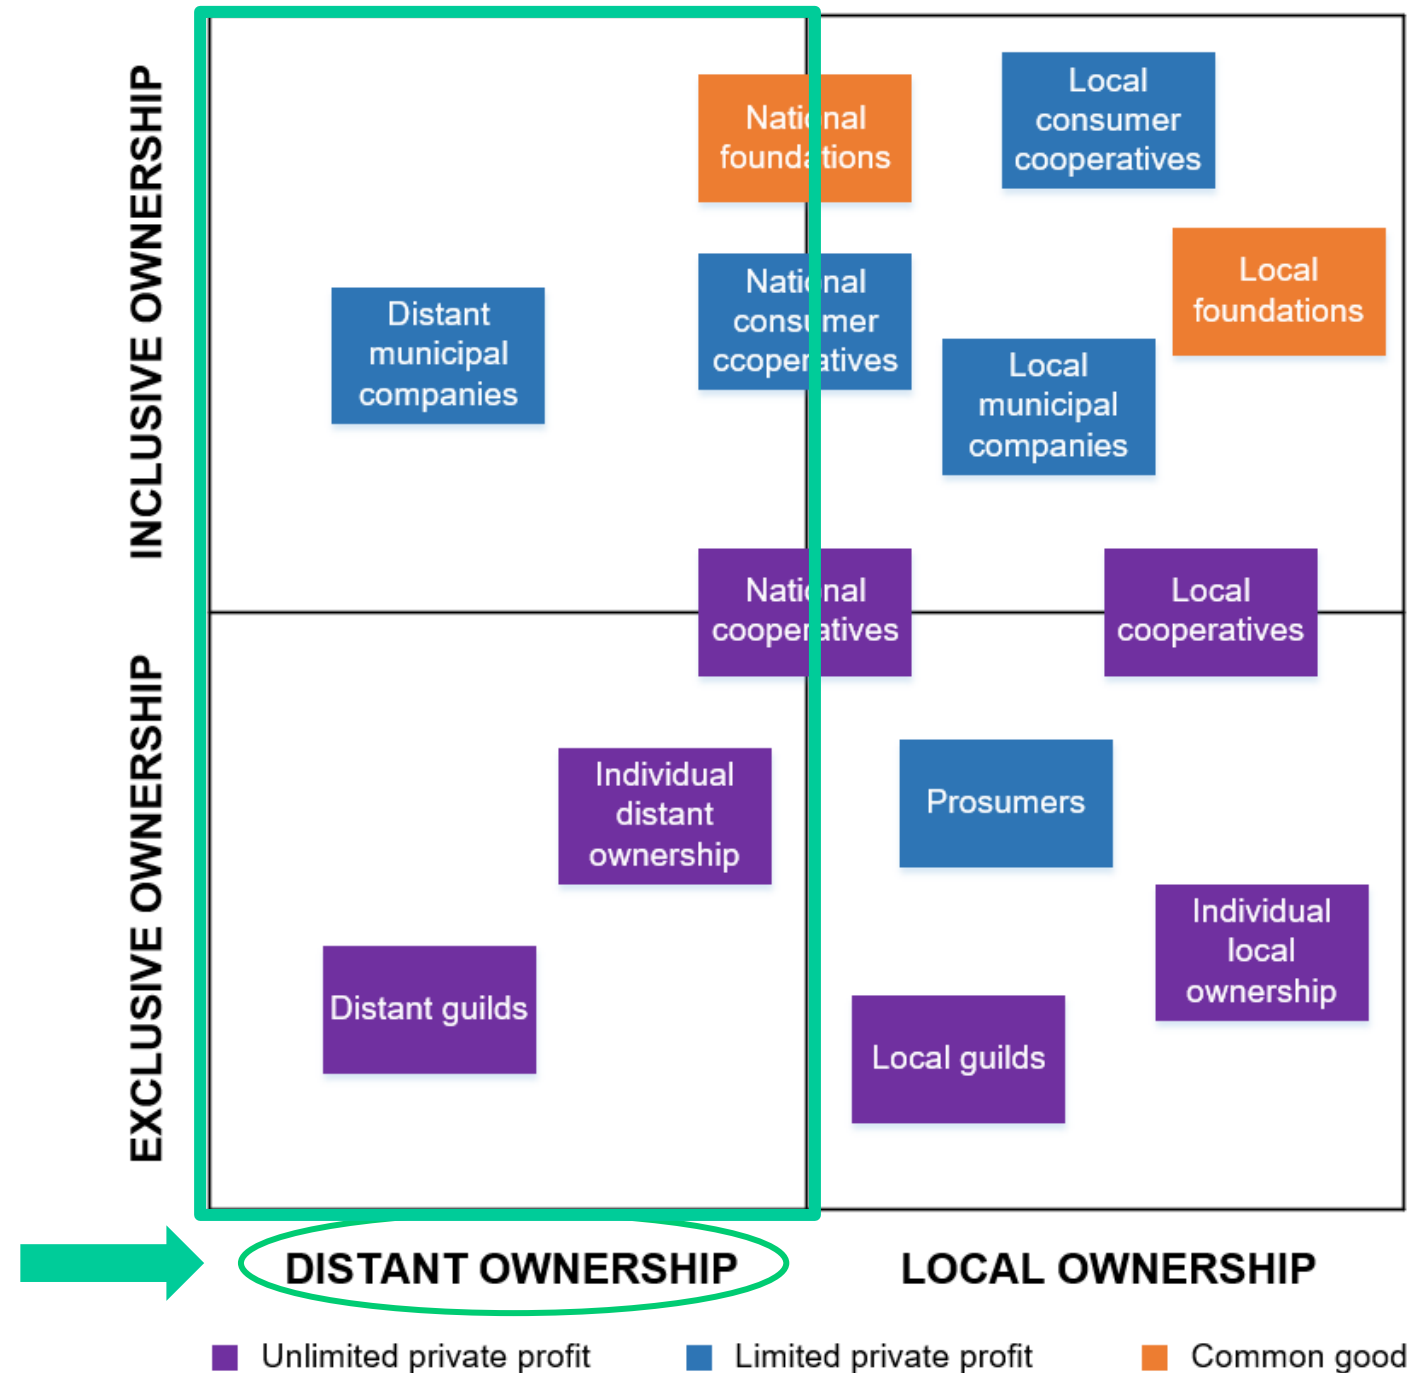 INCLUSIVE OWNERSHIP
EXCLUSIVE OWNERSHIP
National
foundations
Local
consumer
cooperatives
Local
foundations
Distant
municipal
companies
National
consumer
ccooperatives
Local
municipal
companies
National
cooperatives
Local
cooperatives
Individual
distant
ownership
Prosumers
Individual
local
ownership
Distant guilds
Local guilds
DISTANT OWNERSHIP
LOCAL OWNERSHIP
Unlimited private profit
Limited private profit
Common good